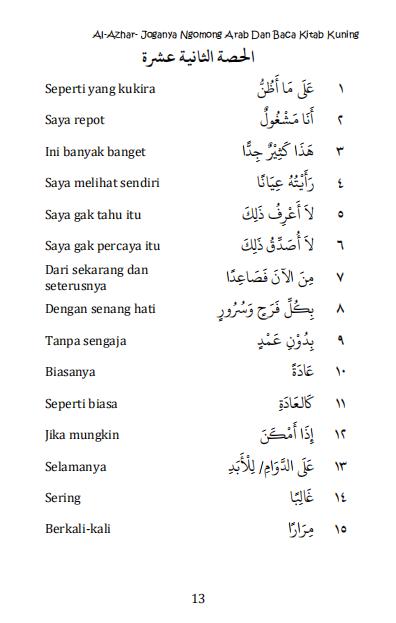 Al-Azhar- Joganya Ngomong Arab Dan Baca Kitab Kuning
الحصة الثانية عشرة
Seperti yang kukira عَلَى مَا أَظُنُّ ١
Saya repot أَنَا مَشْغُولٌ ٢
Ini banyak banget هَذَا كَثِيْرٌ جِدًّا ٣
Saya melihat sendiri رَأَيْتُهُ عِيَانًا ٤
Saya gak tahu itu لاَ أَعْرِفُ ذَلِكَ ٥
Saya gak percaya itu لاَ أُصَدِّقُ ذَلِكَ ٦
Dari sekarang dan
seterusnya مِنَ الآنَ فَصَاعِدًا ٧
Dengan senang hati بِكُلِّ فَرَحٍ وَسُرُورٍ ٨
Tanpa sengaja بِدُوْنِ عَمْدٍ ٩
Biasanya عَادَةً ١٠
Seperti biasa كَالعَادَةِ ١١
Jika mungkin إِذَا أَمْكَنَ ١٢
Selamanya عَلَى الدَّوَامِ/ لِلْأَبَدِ ١٣
Sering غَالِبًا ١٤
Berkali-kali مِرَارًا ١٥
13